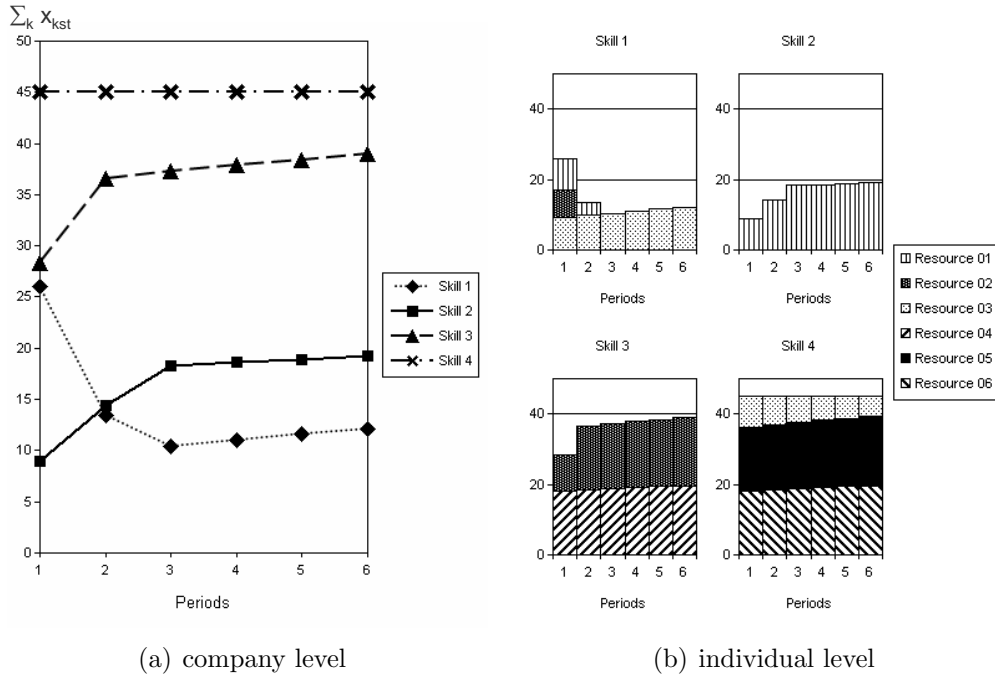 ∑k xkst
50
45
40
35
30
25
20
15
10
5
0
1 2 3 4 5 6
Periods
Skill 1
Skill 2
Skill 3
Skill 4
(a) company level
Skill 1
40
20
0
1 2 3 4 5 6
Periods
Skill 2
40
20
0
1 2 3 4 5 6
Periods
Skill 3
40
20
0
1 2 3 4 5 6
Periods
Skill 4
40
20
0
1 2 3 4 5 6
Periods
Resource 01
Resource 02
Resource 03
Resource 04
Resource 05
Resource 06
(b) individual level